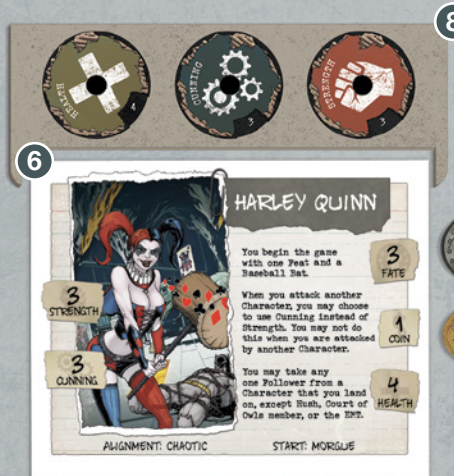 8
HEALTH
4
CUNNING
3
STRENGTH
3
6
HARLEY QUINN
You begin the game
with one Feat and a
Baseball Bat.
When you attack another
Character, you may choose
to use Cunning instead of
Strength. You may not do
this when you are attacked
by another Character.
You may take any
one Follower from a
Character that you land
on, except Hush, Court of
Owls member, or the EMT.
3
STRENGTH
3
CUNNING
3
FATE
1
COIN
4
HEALTH
ALIGNMENT: CHAOTIC
START: MORGUE